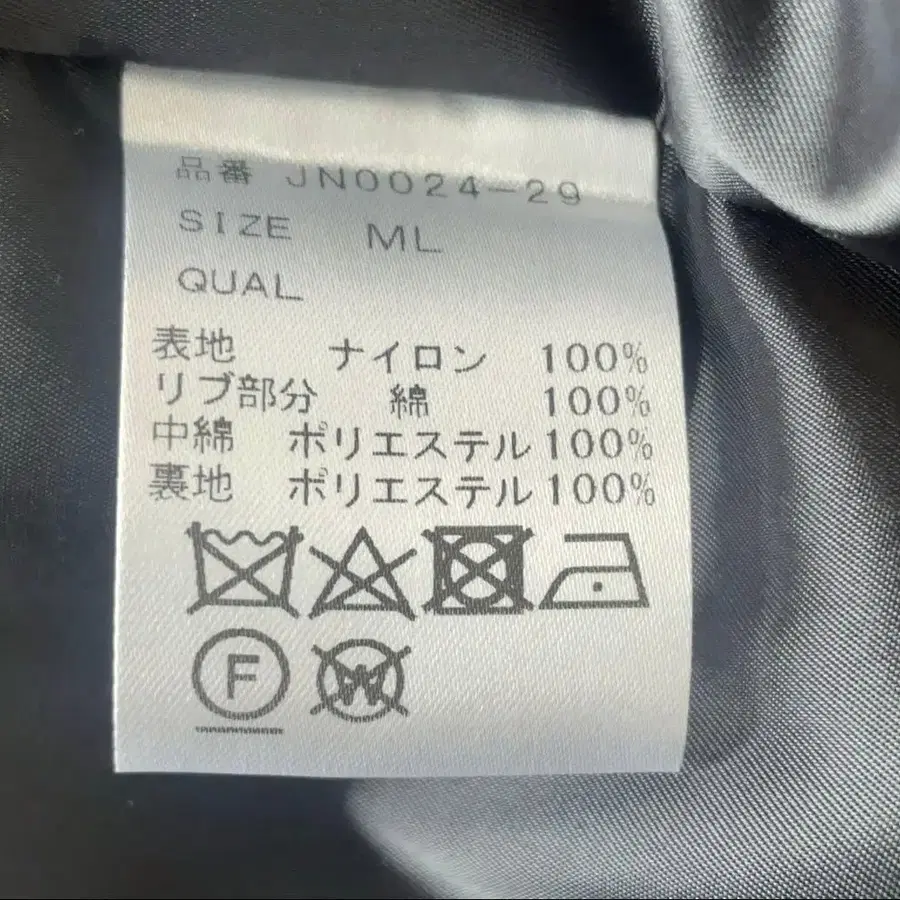 品番 JN0024-29
SIZE ML
QUAL
表地 ナイロン 100%
リブ部分 綿 100%
中綿 ポリエステル 100%
裏地 ポリエステル 100%
F
W